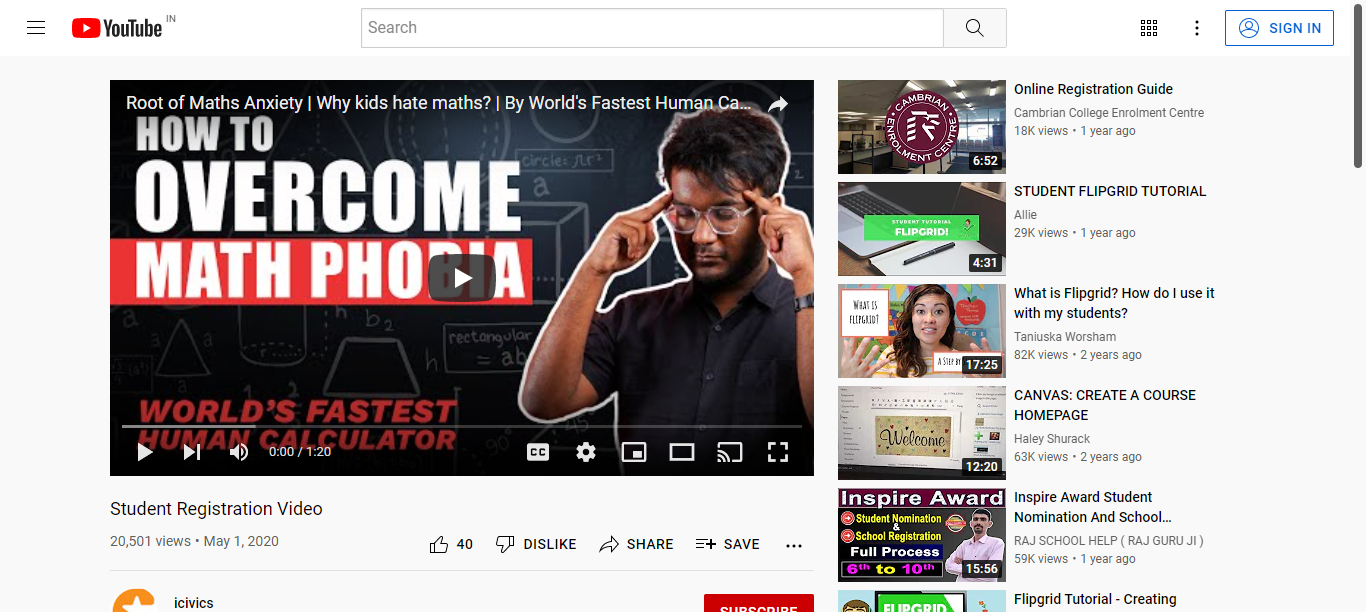 YouTube IN
Search
SIGN IN
Root of Maths Anxiety | Why kids hate maths? | By World's Fastest Human Ca...
HOW TO
OVERCOME
MATH PHOBIA
circle= πr²
a
2
a
h b₂
rectangular
= ab
h
1
2
90°
WORLD'S FASTEST
HUMAN CALCULATOR
0:00 / 1:20
CC
Student Registration Video
20,501 views • May 1, 2020
40 DISLIKE SHARE SAVE
icivics
SUBSCRIBE
CAMBRIAN
ENROLMENT CENTRE
6:52
Online Registration Guide
Cambrian College Enrolment Centre
18K views • 1 year ago
STUDENT TUTORIAL
FLIPGRID!
4:31
STUDENT FLIPGRID TUTORIAL
Allie
29K views • 1 year ago
WHAT IS
FLIPGRID?
A STEP BY
17:25
What is Flipgrid? How do I use it
with my students?
Taniuska Worsham
82K views • 2 years ago
Welcome
12:20
CANVAS: CREATE A COURSE
HOMEPAGE
Haley Shurack
63K views • 2 years ago
Inspire Award
Student Nomination
&
School Registration
Full Process
6th to 10th
15:56
Inspire Award Student
Nomination And School...
RAJ SCHOOL HELP ( RAJ GURU JI )
59K views • 1 year ago
FLIPGRID
Flipgrid Tutorial - Creating